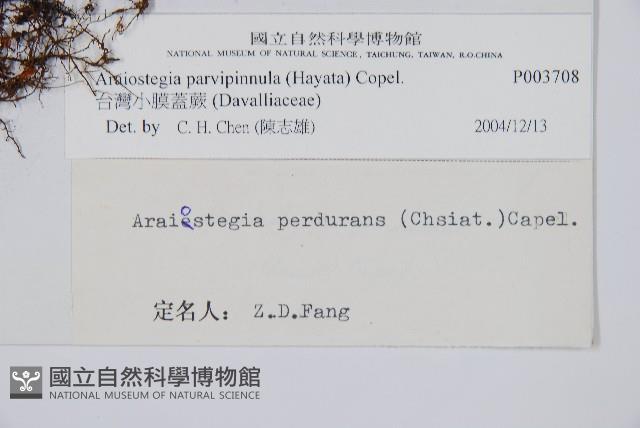 國立自然科學博物館
NATIONAL MUSEUM OF NATURAL SCIENCE, TAICHUNG, TAIWAN, R.O.CHINA
Araiostegia parvipinnula (Hayata) Copel. P003708
台灣小膜蓋蕨 (Davalliaceae)
Det. by C. H. Chen (陳志雄) 2004/12/13
Araiostegia perdurans (Chsiat.)Capel.
定名人: Z.D.Fang
國立自然科學博物館
NATIONAL MUSEUM OF NATURAL SCIENCE